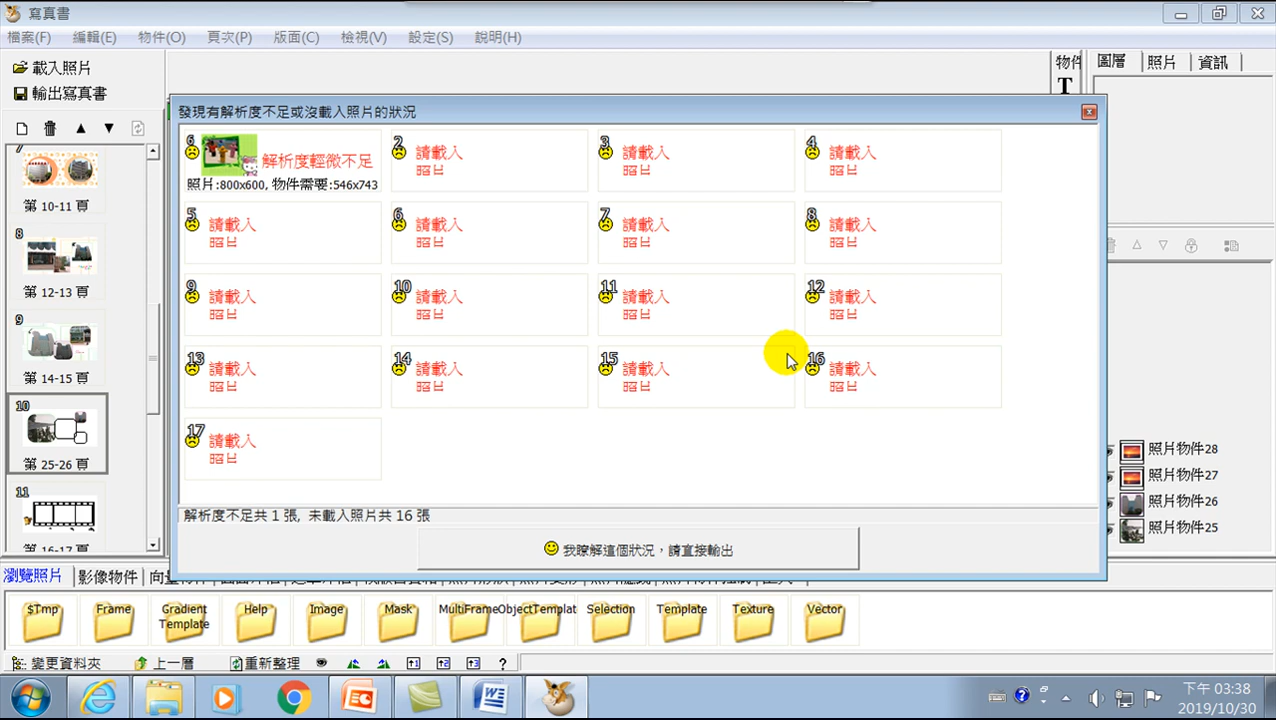 寫真書
檔案(F) 編輯(E) 物件(O) 頁次(P) 版面(C) 檢視(V) 設定(S) 說明(H)
載入照片
輸出寫真書
物件
T
圖層 照片 資訊
發現有解析度不足或沒載入照片的狀況
6 解析度輕微不足
照片:800x600, 物件需要:546x743
2 請載入
照片
3 請載入
照片
4 請載入
照片
5 請載入
照片
6 請載入
照片
7 請載入
照片
8 請載入
照片
9 請載入
照片
10 請載入
照片
11 請載入
照片
12 請載入
照片
13 請載入
照片
14 請載入
照片
15 請載入
照片
16 請載入
照片
17 請載入
照片
解析度不足共 1 張, 未載入照片共 16 張
我瞭解這個狀況，請直接輸出
7
第 10-11 頁
8
第 12-13 頁
9
第 14-15 頁
10
第 25-26 頁
11
第 16-17 頁
照片物件28
照片物件27
照片物件26
照片物件25
瀏覽照片 影像物件
$Tmp Frame Gradient Template Help Image Mask MultiFrame ObjectTemplat Selection Template Texture Vector
變更資料夾 上一層 重新整理 1 2 3 ?
下午 03:38
2019/10/30